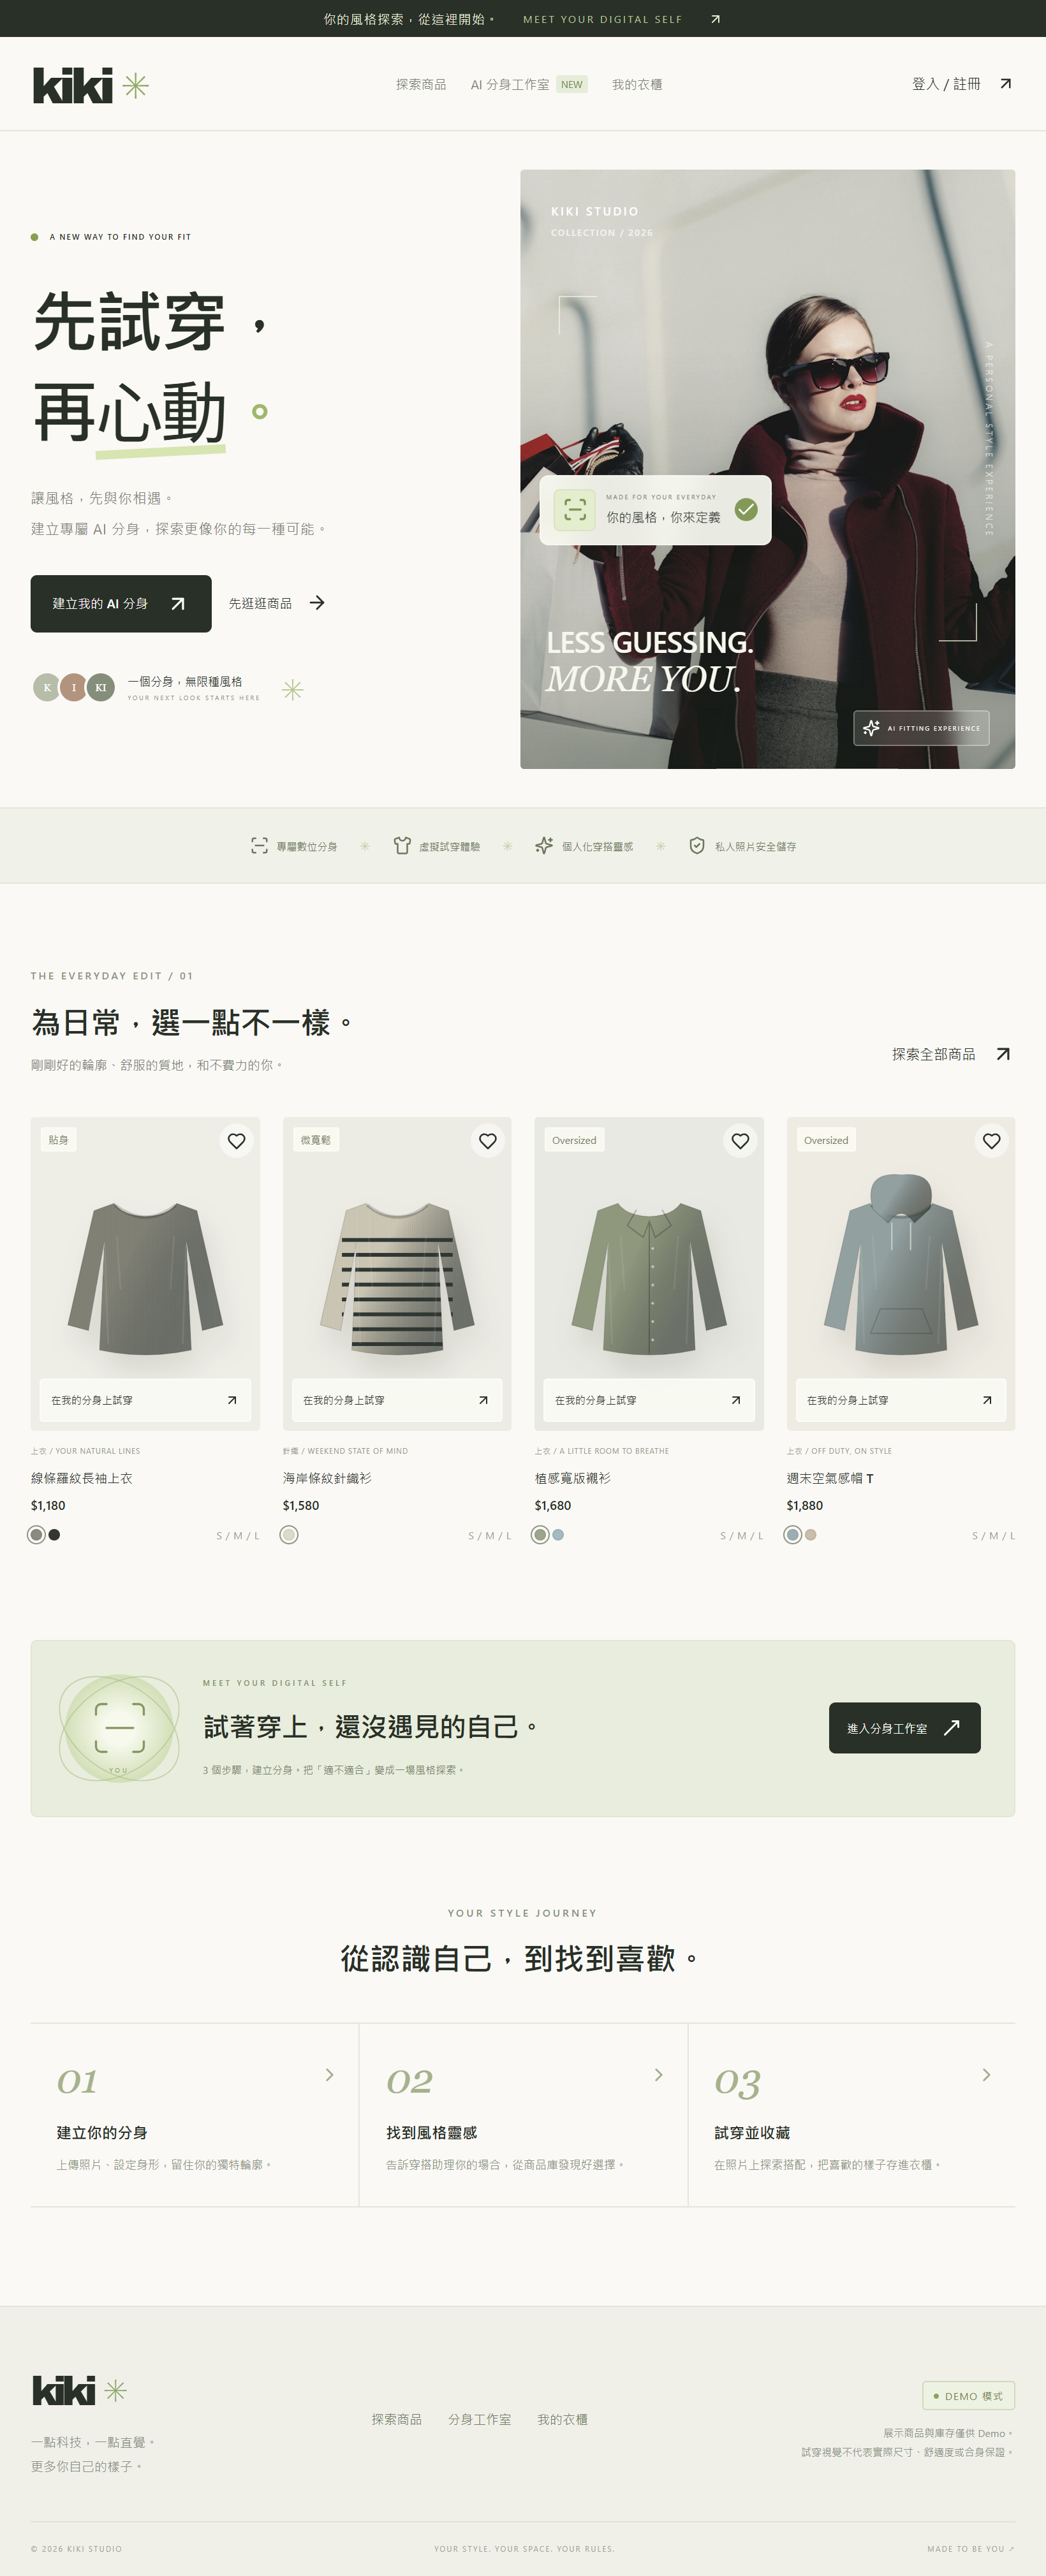 你的風格探索，從這裡開始。 MEET YOUR DIGITAL SELF
kiki
探索商品 AI 分身工作室 NEW 我的衣櫃
登入 / 註冊
A NEW WAY TO FIND YOUR FIT
先試穿，
再心動。
讓風格，先與你相遇。
建立專屬 AI 分身，探索更像你的每一種可能。
建立我的 AI 分身
先逛逛商品
K I KI
一個分身，無限種風格
YOUR NEXT LOOK STARTS HERE
KIKI STUDIO
COLLECTION / 2026
A PERSONAL STYLE EXPERIENCE
MADE FOR YOUR EVERYDAY
你的風格，你來定義
LESS GUESSING.
MORE YOU.
AI FITTING EXPERIENCE
專屬數位分身
虛擬試穿體驗
個人化穿搭靈感
私人照片安全儲存
THE EVERYDAY EDIT / 01
為日常，選一點不一樣。
剛剛好的輪廓、舒服的質地，和不費力的你。
探索全部商品
貼身
在我的分身上試穿
上衣 / YOUR NATURAL LINES
線條羅紋長袖上衣
$1,180
S / M / L
微寬鬆
在我的分身上試穿
針織 / WEEKEND STATE OF MIND
海岸條紋針織衫
$1,580
S / M / L
Oversized
在我的分身上試穿
上衣 / A LITTLE ROOM TO BREATHE
植感寬版襯衫
$1,680
S / M / L
Oversized
在我的分身上試穿
上衣 / OFF DUTY, ON STYLE
週末空氣感帽 T
$1,880
S / M / L
YOU
MEET YOUR DIGITAL SELF
試著穿上，還沒遇見的自己。
3 個步驟，建立分身。把「適不適合」變成一場風格探索。
進入分身工作室
YOUR STYLE JOURNEY
從認識自己，到找到喜歡。
01
建立你的分身
上傳照片、設定身形，留住你的獨特輪廓。
02
找到風格靈感
告訴穿搭助理你的場合，從商品庫發現好選擇。
03
試穿並收藏
在照片上探索搭配，把喜歡的樣子存進衣櫃。
kiki
一點科技，一點直覺。
更多你自己的樣子。
探索商品 分身工作室 我的衣櫃
DEMO 模式
展示商品與庫存僅供 Demo。
試穿視覺不代表實際尺寸、舒適度或合身保證。
© 2026 KIKI STUDIO
YOUR STYLE. YOUR SPACE. YOUR RULES.
MADE TO BE YOU ↗